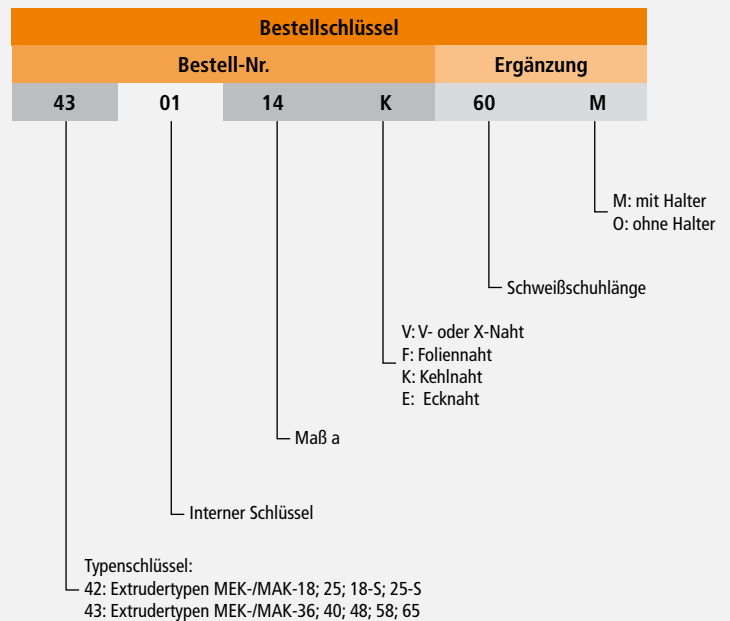 Bestellschlüssel
Bestell-Nr. Ergänzung
43 01 14 K 60 M
M: mit Halter
O: ohne Halter
Schweißschuhlänge
V: V- oder X-Naht
F: Foliennaht
K: Kehlnaht
E: Ecknaht
Maß a
Interner Schlüssel
Typenschlüssel:
42: Extrudertypen MEK-/MAK-18; 25; 18-S; 25-S
43: Extrudertypen MEK-/MAK-36; 40; 48; 58; 65